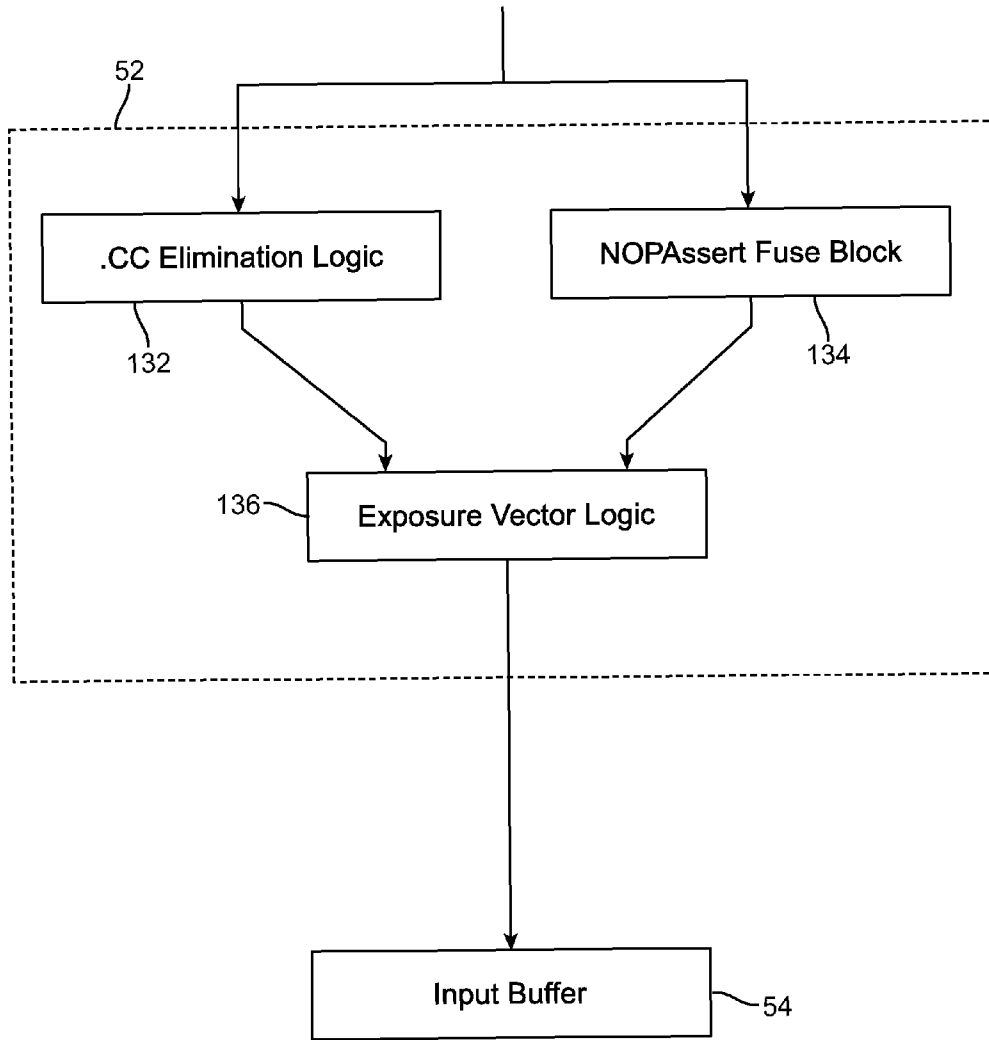 52
.CC Elimination Logic
NOPAssert Fuse Block
132
134
136
Exposure Vector Logic
Input Buffer
54